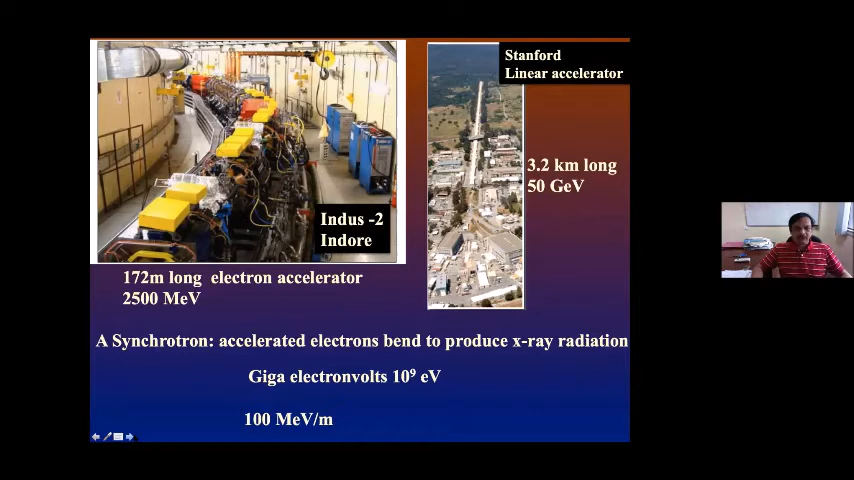 Stanford
Linear accelerator
3.2 km long
50 GeV
Indus -2
Indore
172m long electron accelerator
2500 MeV
A Synchrotron: accelerated electrons bend to produce x-ray radiation
Giga electronvolts 10⁹ eV
100 MeV/m